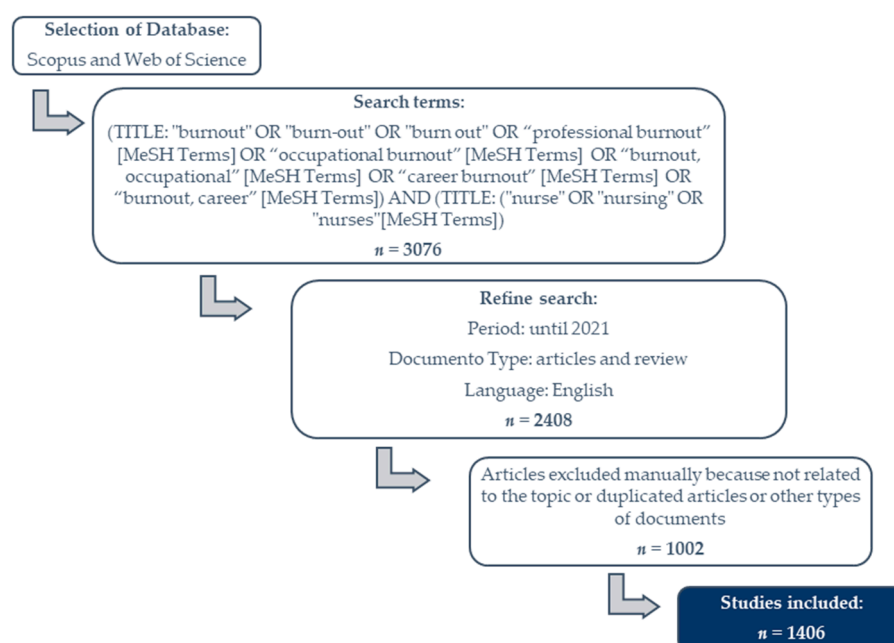 Selection of Database:
Scopus and Web of Science
Search terms:
(TITLE: "burnout" OR "burn-out" OR "burn out" OR “professional burnout”
[MeSH Terms] OR “occupational burnout” [MeSH Terms] OR “burnout,
occupational” [MeSH Terms] OR “career burnout” [MeSH Terms] OR
“burnout, career” [MeSH Terms]) AND (TITLE: ("nurse" OR "nursing" OR
"nurses"[MeSH Terms])
n = 3076
Refine search:
Period: until 2021
Documento Type: articles and review
Language: English
n = 2408
Articles excluded manually because not related
to the topic or duplicated articles or other types
of documents
n = 1002
Studies included:
n = 1406